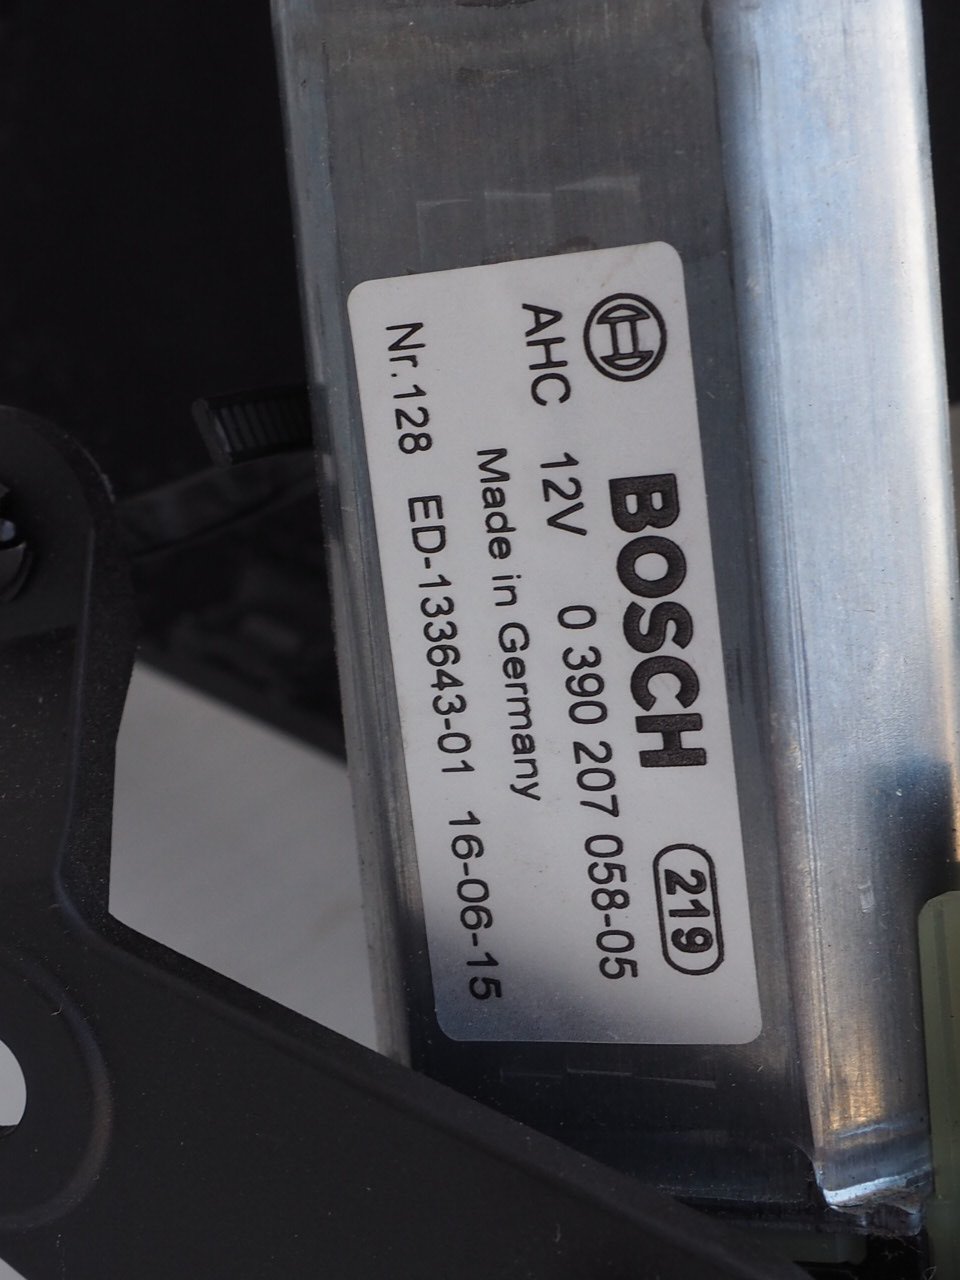 BOSCH 219
AHC 12V 0 390 207 058-05
Made in Germany
Nr.128 ED-133643-01 16-06-15